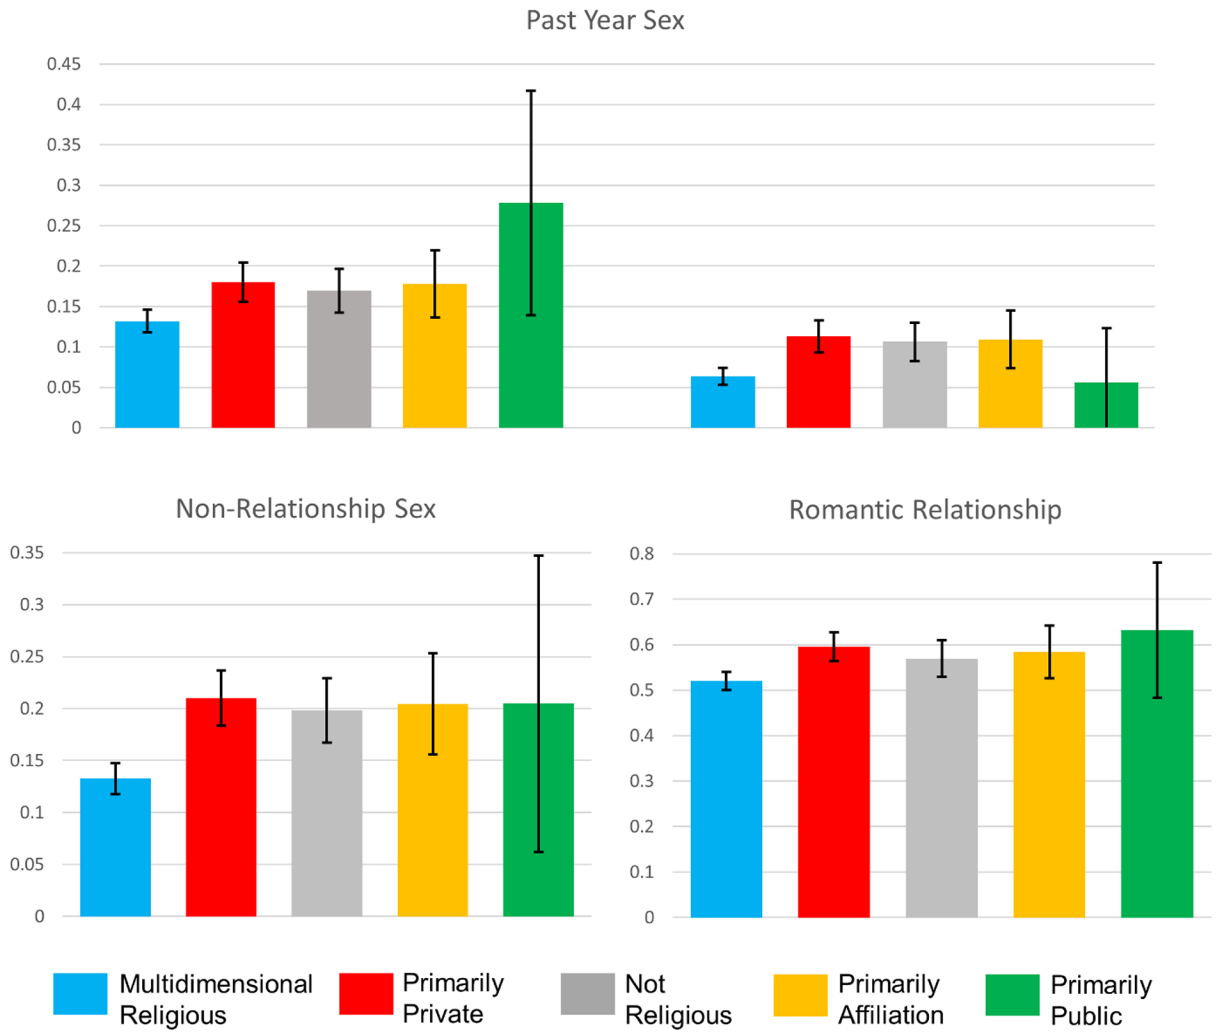 Past Year Sex
0.45
0.4
0.35
0.3
0.25
0.2
0.15
0.1
0.05
0
Non-Relationship Sex
0.35
0.3
0.25
0.2
0.15
0.1
0.05
0
Romantic Relationship
0.8
0.7
0.6
0.5
0.4
0.3
0.2
0.1
0
Multidimensional
Religious
Primarily
Private
Not
Religious
Primarily
Affiliation
Primarily
Public